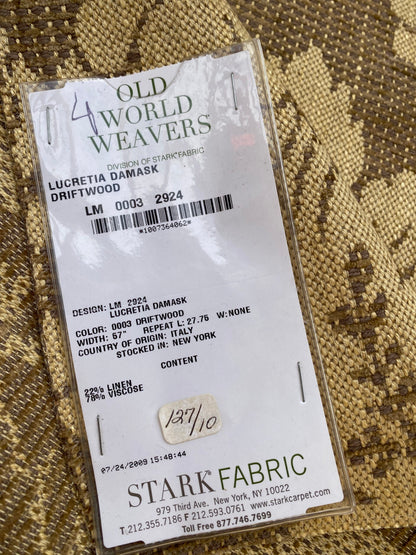 4
OLD
WORLD
WEAVERS
DIVISION OF STARK FABRIC
LUCRETIA DAMASK
DRIFTWOOD
LM 0003 2924
*1007364062*
DESIGN: LM 2924
LUCRETIA DAMASK
COLOR: 0003 DRIFTWOOD
WIDTH: 57" REPEAT L: 27.75 W:NONE
COUNTRY OF ORIGIN: ITALY
STOCKED IN: NEW YORK
CONTENT
22% LINEN
78% VISCOSE
127/10
07/24/2009 15:48:44
STARK FABRIC
979 Third Ave. New York, NY 10022
T 212.355.7186 F 212.593.0761 www.starkcarpet.com
Toll Free 877.746.7699